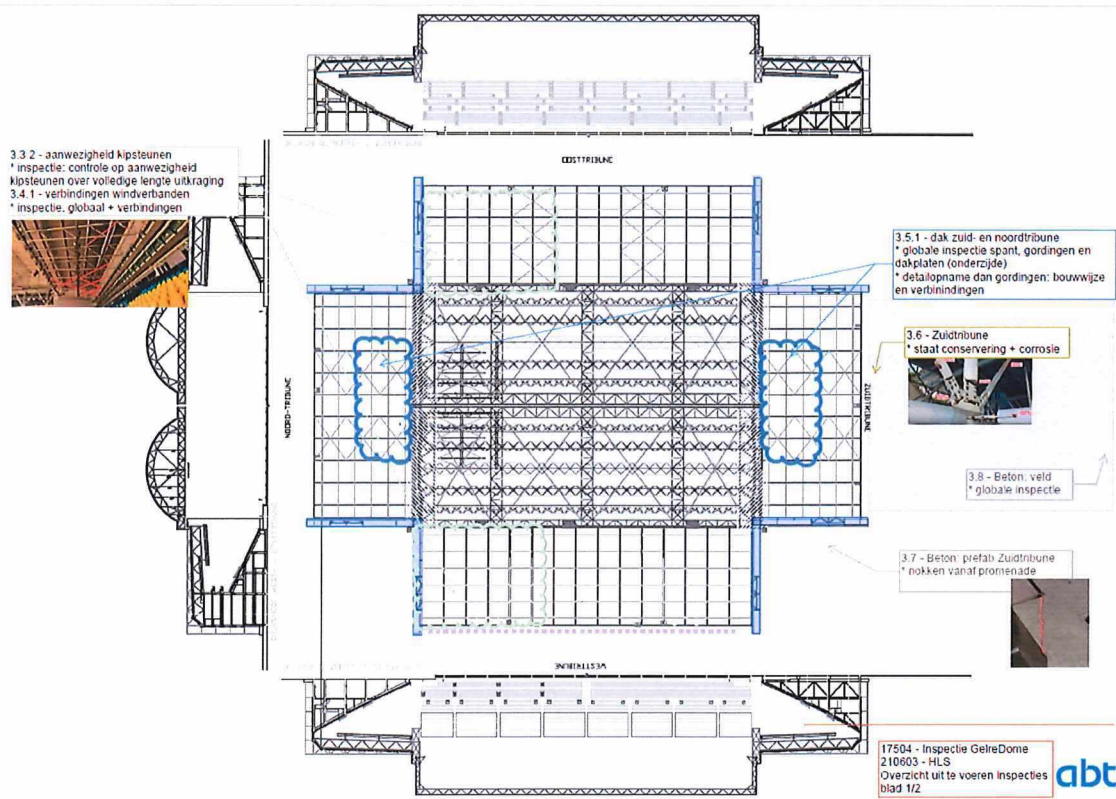 OOSTTRIBUNE
3.3.2 - aanwezigheid kipsteunen
* inspectie: controle op aanwezigheid
kipsteunen over volledige lengte uitkraging
3.4.1 - verbindingen windverbanden
* inspectie. globaal + verbindingen
3.5.1 - dak zuid- en noordtribune
* globale inspectie spant, gordingen en
dakplaten (onderzijde)
* detailopname dan gordingen: bouwwijze
en verbinindingen
3.6 - Zuidtribune
* staat conservering + corrosie
NOORD-TRIBUNE
ZUIDTRIBUNE
3.8 - Beton: veld
* globale inspectie
3.7 - Beton: prefab Zuidtribune
* nokken vanaf promenade
WESTTRIBUNE
17504 - Inspectie GelreDome
210603 - HLS
Overzicht uit te voeren Inspecties
blad 1/2
abt